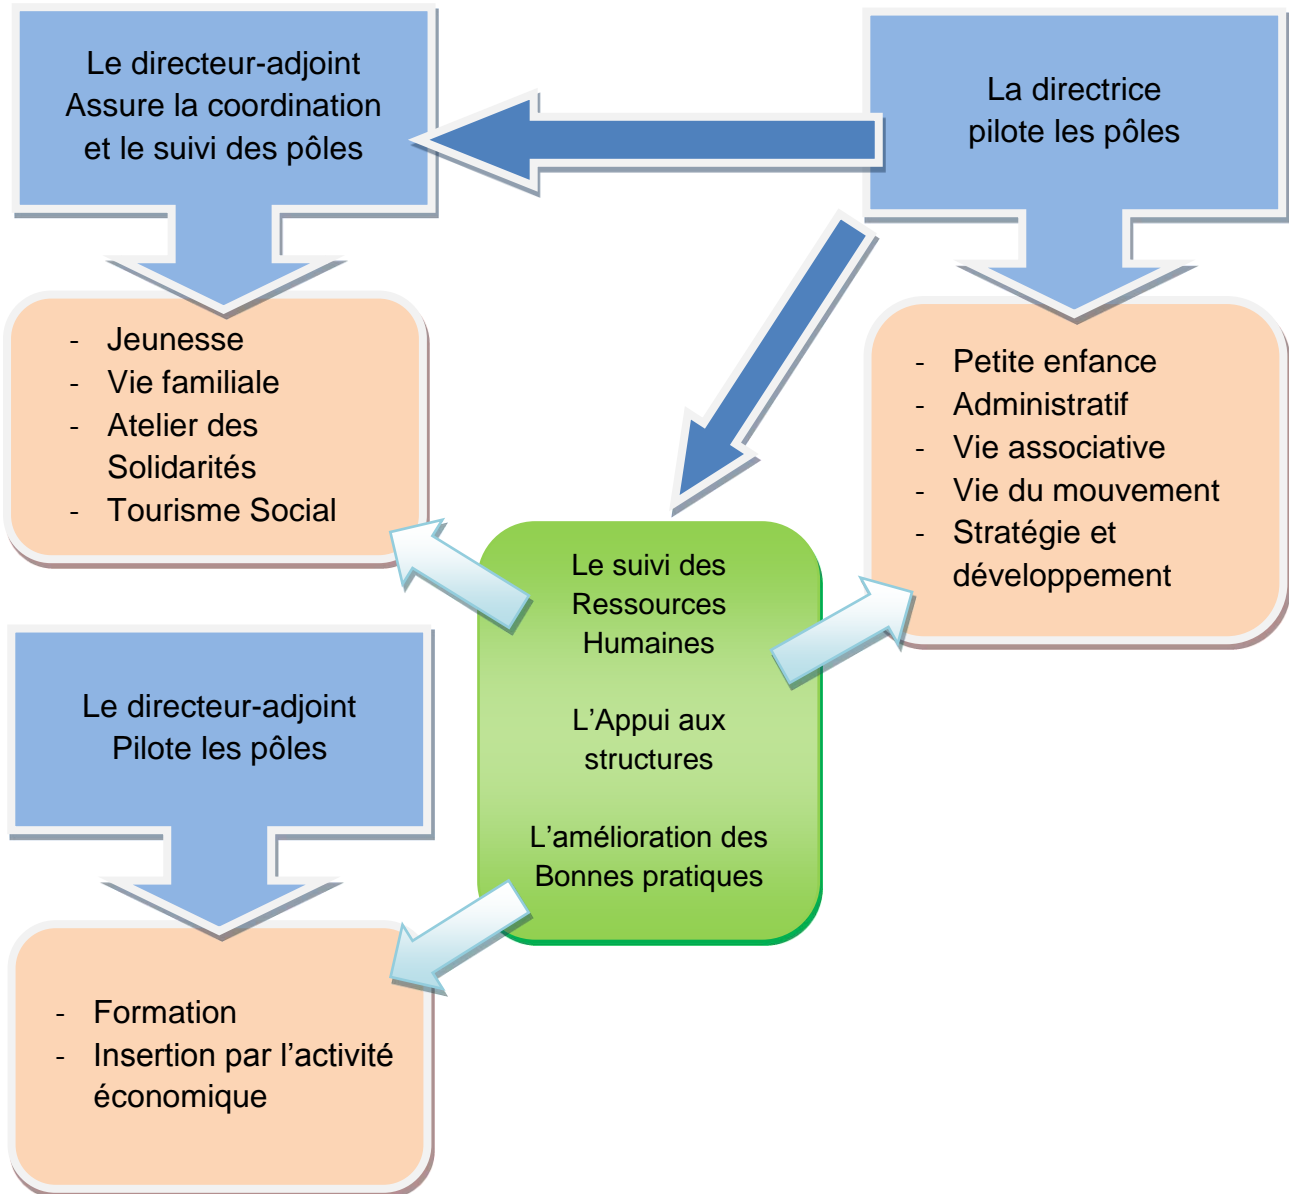 Le directeur-adjoint
Assure la coordination
et le suivi des pôles
La directrice
pilote les pôles
- Jeunesse
- Vie familiale
- Atelier des
Solidarités
- Tourisme Social
- Petite enfance
- Administratif
- Vie associative
- Vie du mouvement
- Stratégie et
développement
Le suivi des
Ressources
Humaines
L’Appui aux
structures
L’amélioration des
Bonnes pratiques
Le directeur-adjoint
Pilote les pôles
- Formation
- Insertion par l’activité
économique